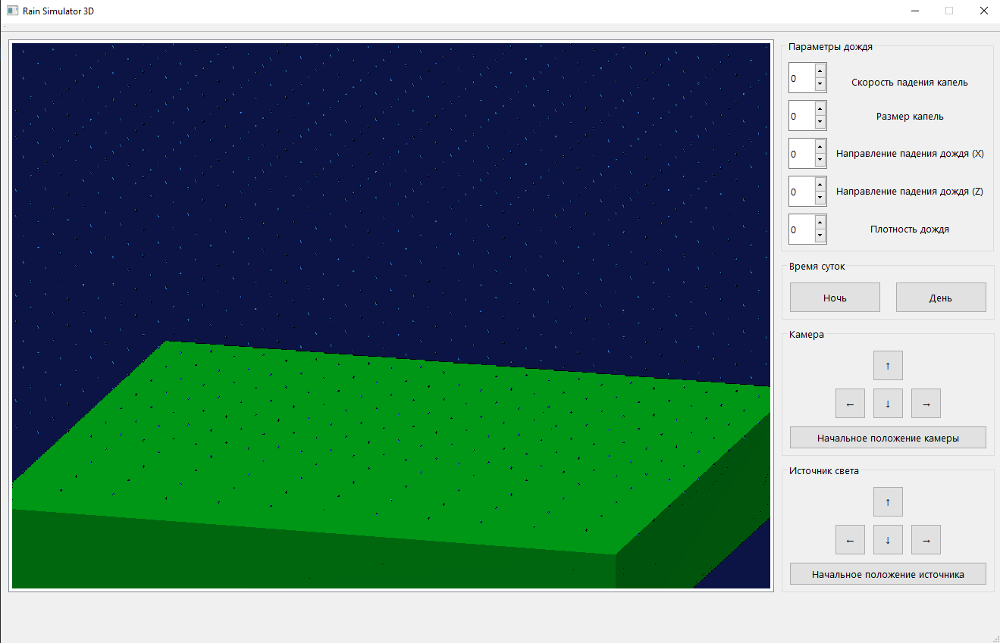 Rain Simulator 3D
Параметры дождя
0
Скорость падения капель
0
Размер капель
0
Направление падения дождя (X)
0
Направление падения дождя (Z)
0
Плотность дождя
Время суток
Ночь
День
Камера
↑
← ↓ →
Начальное положение камеры
Источник света
↑
← ↓ →
Начальное положение источника